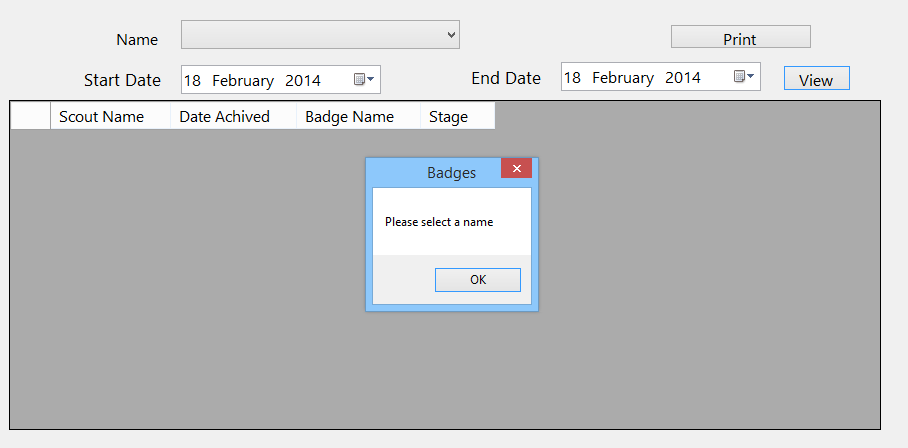 Name
Print
Start Date 18 February 2014 End Date 18 February 2014 View
Scout Name Date Achived Badge Name Stage
Badges
Please select a name
OK